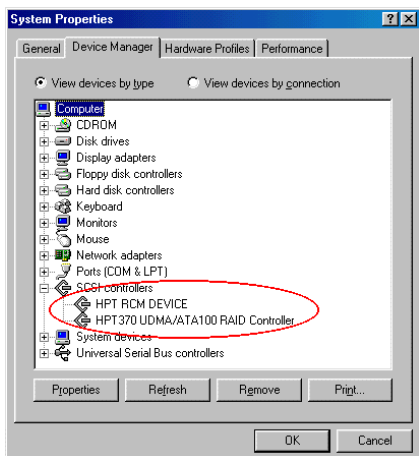 System Properties
General Device Manager Hardware Profiles Performance
View devices by type View devices by connection
Computer
CDROM
Disk drives
Display adapters
Floppy disk controllers
Hard disk controllers
Keyboard
Monitors
Mouse
Network adapters
Ports (COM & LPT)
SCSI controllers
HPT RCM DEVICE
HPT370 UDMA/ATA100 RAID Controller
System devices
Universal Serial Bus controllers
Properties Refresh Remove Print...
OK Cancel